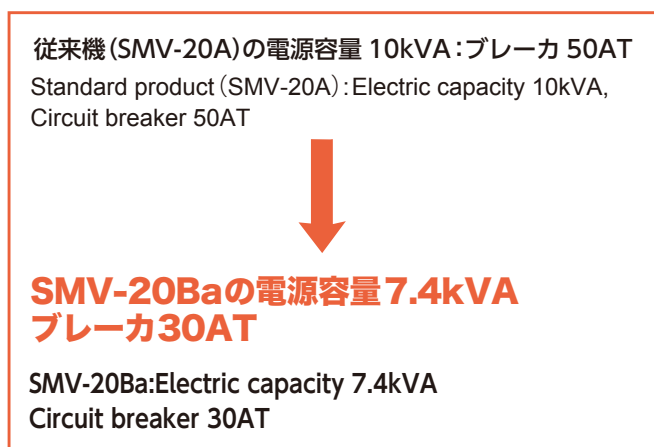 従来機(SMV-20A)の電源容量 10kVA：ブレーカ 50AT
Standard product（SMV-20A）：Electric capacity 10kVA,
Circuit breaker 50AT
SMV-20Baの電源容量7.4kVA
ブレーカ30AT
SMV-20Ba:Electric capacity 7.4kVA
Circuit breaker 30AT